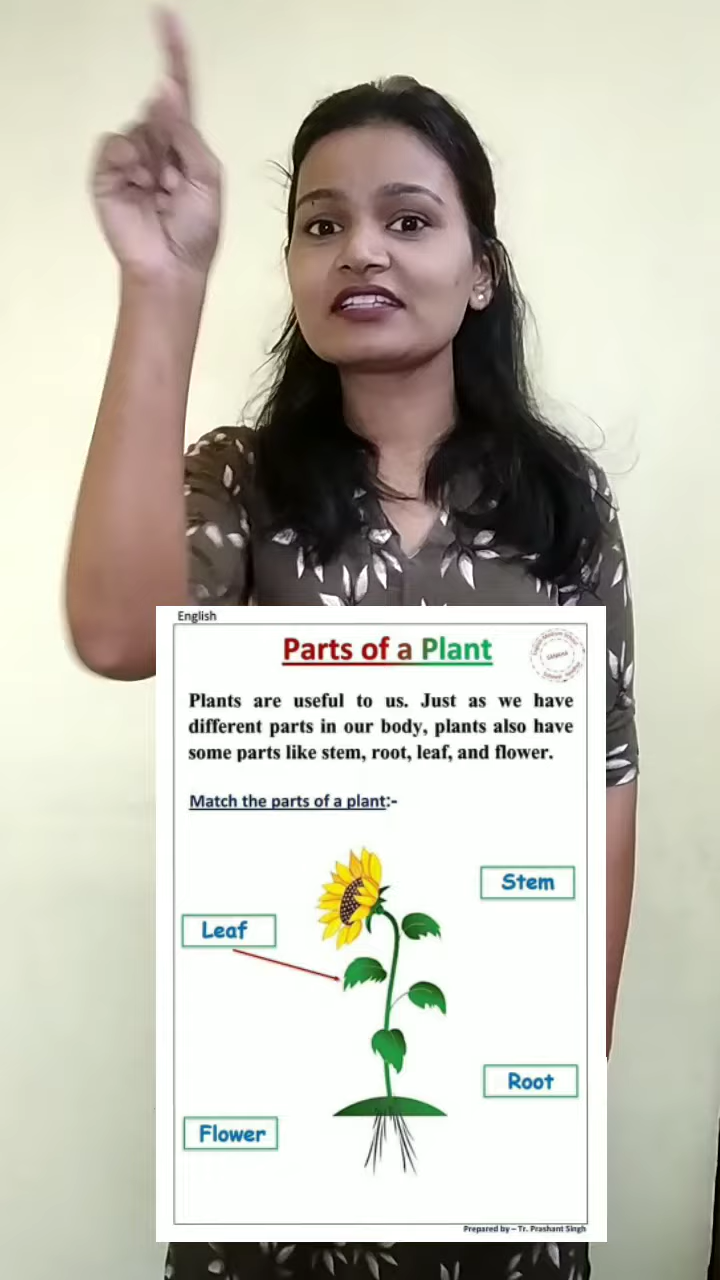 English
Parts of a Plant
Plants are useful to us. Just as we have
different parts in our body, plants also have
some parts like stem, root, leaf, and flower.
Match the parts of a plant:-
Stem
Leaf
Root
Flower
Prepared by – Tr. Prashant Singh